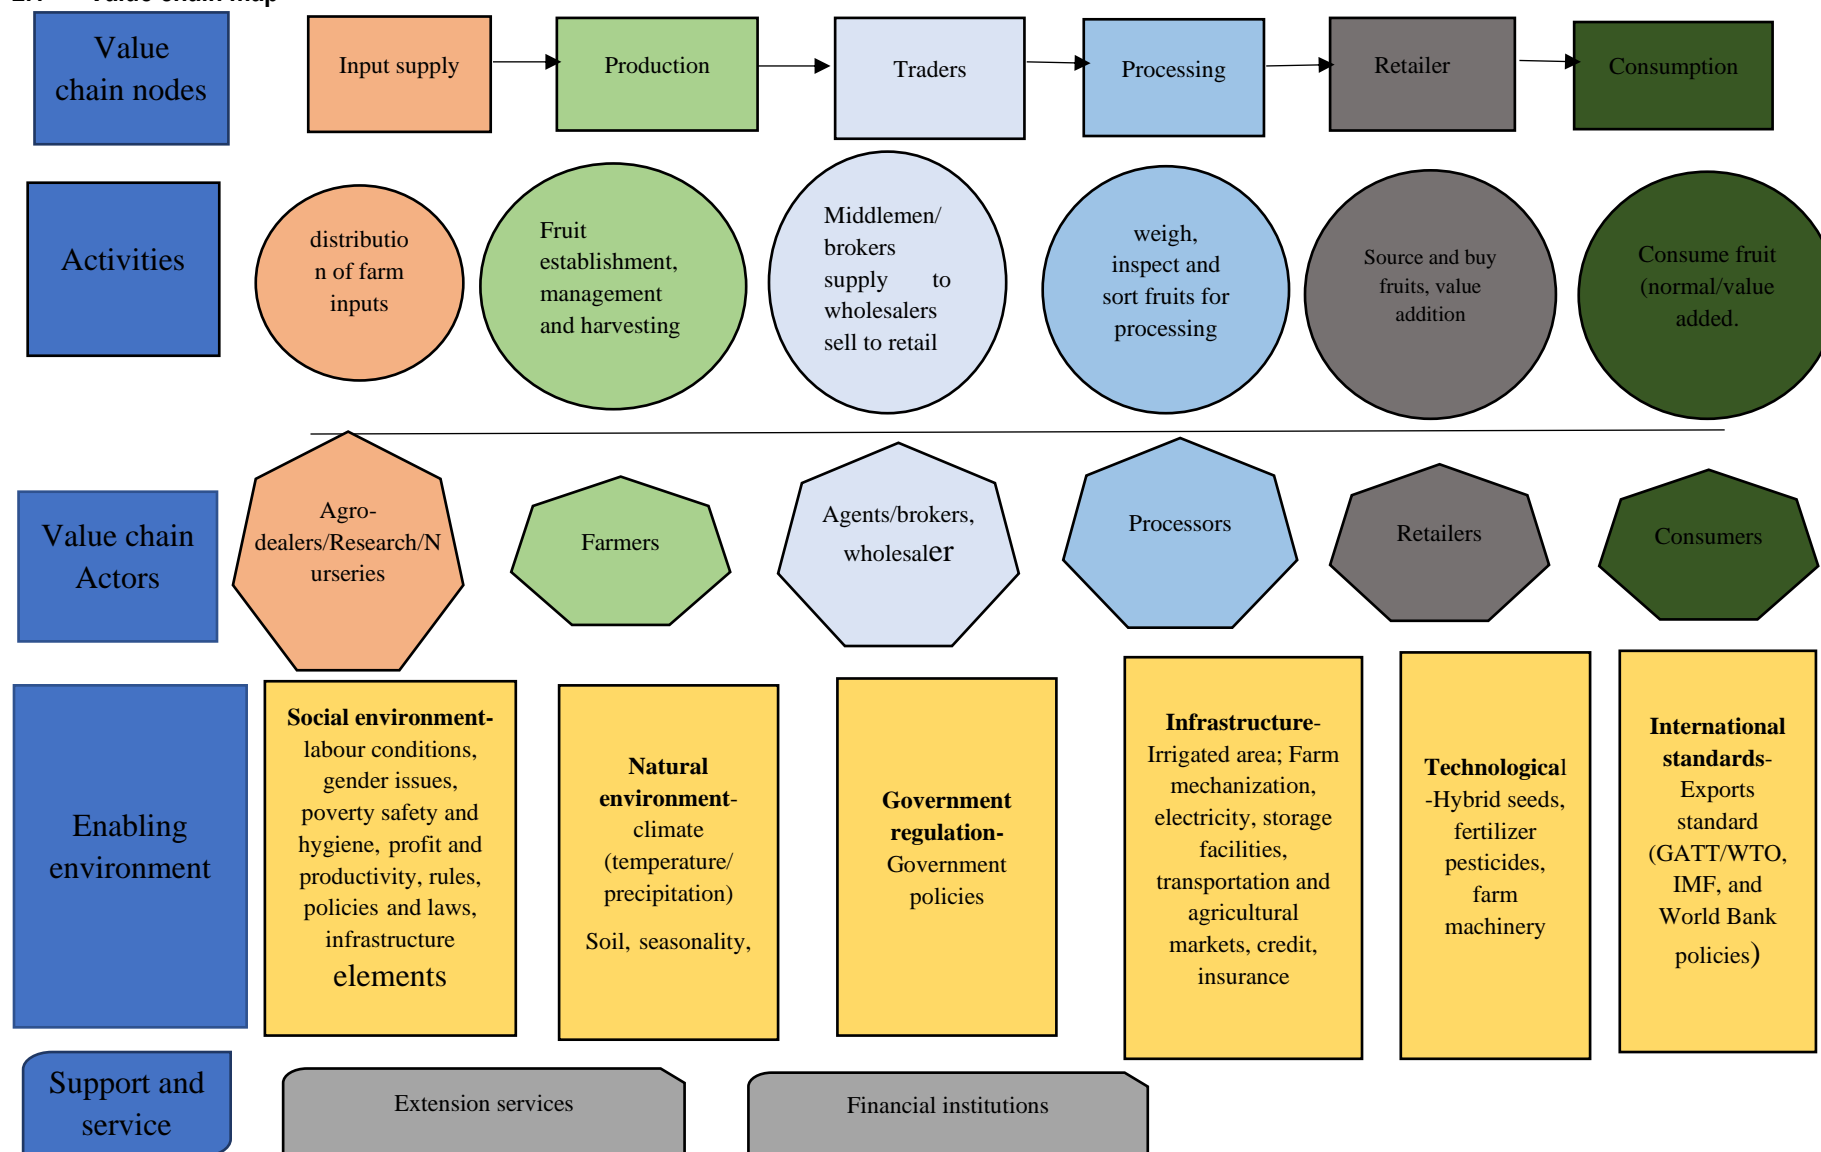 Value chain map
Value
chain nodes
Input supply
Production
Traders
Processing
Retailer
Consumption
Activities
distributio
n of farm
inputs
Fruit
establishment,
management
and harvesting
Middlemen/
brokers
supply to
wholesalers
sell to retail
weigh,
inspect and
sort fruits for
processing
Source and buy
fruits, value
addition
Consume fruit
(normal/value
added.
Value chain
Actors
Agro-
dealers/Research/N
urseries
Farmers
Agents/brokers,
wholesaler
Processors
Retailers
Consumers
Enabling
environment
Social environment-
labour conditions,
gender issues,
poverty safety and
hygiene, profit and
productivity, rules,
policies and laws,
infrastructure
elements
Natural
environment-
climate
(temperature/
precipitation)
Soil, seasonality,
Government
regulation-
Government
policies
Infrastructure-
Irrigated area; Farm
mechanization,
electricity, storage
facilities,
transportation and
agricultural
markets, credit,
insurance
Technological
-Hybrid seeds,
fertilizer
pesticides,
farm
machinery
International
standards-
Exports
standard
(GATT/WTO,
IMF, and
World Bank
policies)
Support and
service
Extension services
Financial institutions